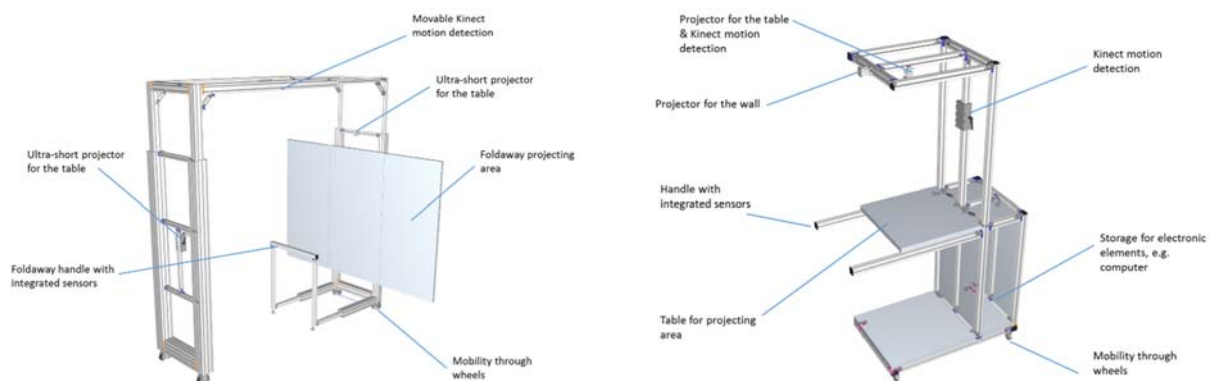 Movable Kinect
motion detection
Ultra-short projector
for the table
Ultra-short projector
for the table
Foldaway projecting
area
Foldaway handle with
integrated sensors
Mobility through
wheels
Projector for the table
& Kinect motion
detection
Kinect motion
detection
Projector for the wall
Handle with
integrated sensors
Storage for electronic
elements, e.g.
computer
Table for projecting
area
Mobility through
wheels